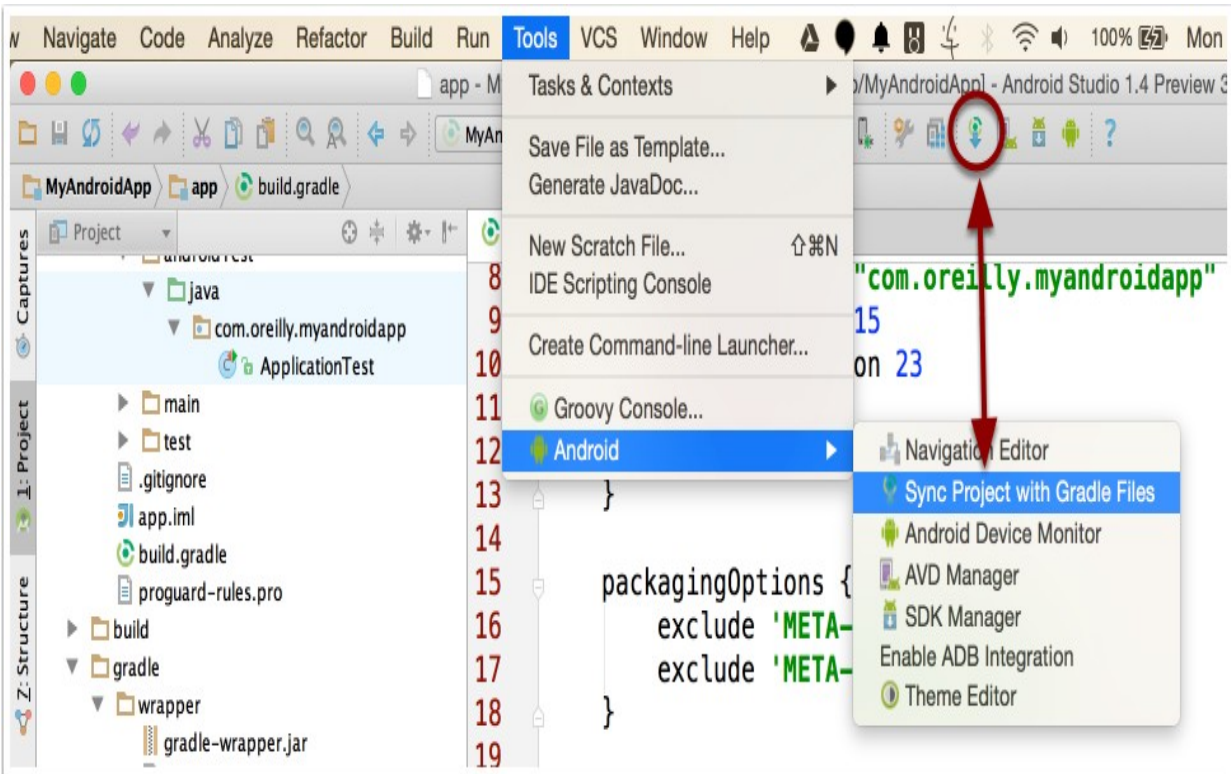 Navigate Code Analyze Refactor Build Run Tools VCS Window Help 100% Mon
app - M
/MyAndroidApp] - Android Studio 1.4 Preview 3
MyAn
?
MyAndroidApp app build.gradle
Project
Captures
1: Project
Z: Structure
java
com.oreilly.myandroidapp
ApplicationTest
main
test
.gitignore
app.iml
build.gradle
proguard-rules.pro
build
gradle
wrapper
gradle-wrapper.jar
Tasks & Contexts
Save File as Template...
Generate JavaDoc...
New Scratch File... ⇧⌘N
IDE Scripting Console
Create Command-line Launcher...
Groovy Console...
Android
Navigation Editor
Sync Project with Gradle Files
Android Device Monitor
AVD Manager
SDK Manager
Enable ADB Integration
Theme Editor
8 "com.oreilly.myandroidapp"
9 15
10 on 23
11
12
13 }
14
15 packagingOptions {
16 exclude 'META-
17 exclude 'META-
18 }
19